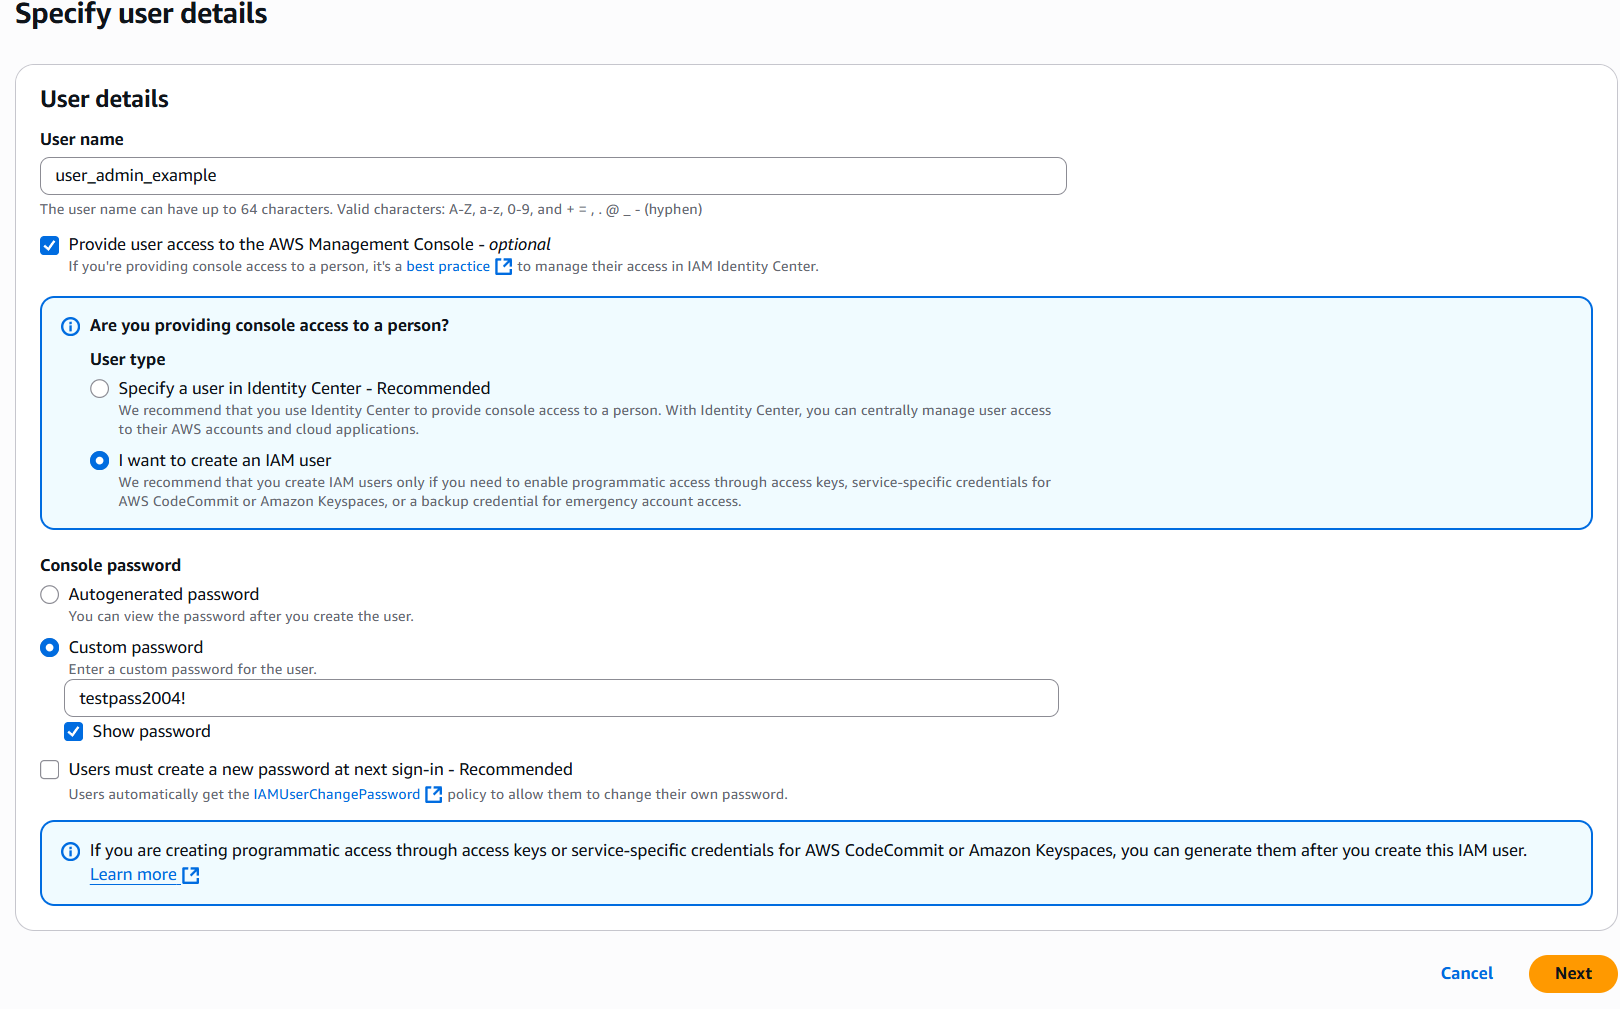 Specify user details
User details
User name
user_admin_example
The user name can have up to 64 characters. Valid characters: A-Z, a-z, 0-9, and + = , . @ _ - (hyphen)
Provide user access to the AWS Management Console - optional
If you're providing console access to a person, it's a best practice to manage their access in IAM Identity Center.
Are you providing console access to a person?
User type
Specify a user in Identity Center - Recommended
We recommend that you use Identity Center to provide console access to a person. With Identity Center, you can centrally manage user access
to their AWS accounts and cloud applications.
I want to create an IAM user
We recommend that you create IAM users only if you need to enable programmatic access through access keys, service-specific credentials for
AWS CodeCommit or Amazon Keyspaces, or a backup credential for emergency account access.
Console password
Autogenerated password
You can view the password after you create the user.
Custom password
Enter a custom password for the user.
testpass2004!
Show password
Users must create a new password at next sign-in - Recommended
Users automatically get the IAMUserChangePassword policy to allow them to change their own password.
If you are creating programmatic access through access keys or service-specific credentials for AWS CodeCommit or Amazon Keyspaces, you can generate them after you create this IAM user.
Learn more
Cancel
Next